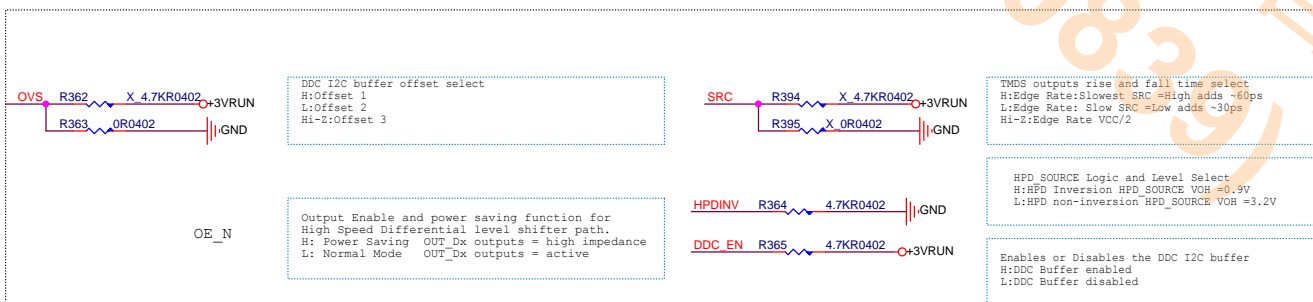 OVS
R362
X_4.7KR0402
+3VRUN
R363
0R0402
GND
DDC I2C buffer offset select
H:Offset 1
L:Offset 2
Hi-Z:Offset 3
SRC
R394
X_4.7KR0402
+3VRUN
R395
X_0R0402
GND
TMDS outputs rise and fall time select
H:Edge Rate:Slowest SRC =High adds ~60ps
L:Edge Rate: Slow SRC =Low adds ~30ps
Hi-Z:Edge Rate VCC/2
HPD_SOURCE Logic and Level Select
H:HPD Inversion HPD_SOURCE VOH =0.9V
L:HPD non-inversion HPD_SOURCE VOH =3.2V
OE_N
Output Enable and power saving function for
High Speed Differential level shifter path.
H: Power Saving OUT_Dx outputs = high impedance
L: Normal Mode OUT_Dx outputs = active
HPDINV
R364
4.7KR0402
GND
DDC_EN
R365
4.7KR0402
+3VRUN
Enables or Disables the DDC I2C buffer
H:DDC Buffer enabled
L:DDC Buffer disabled
839)